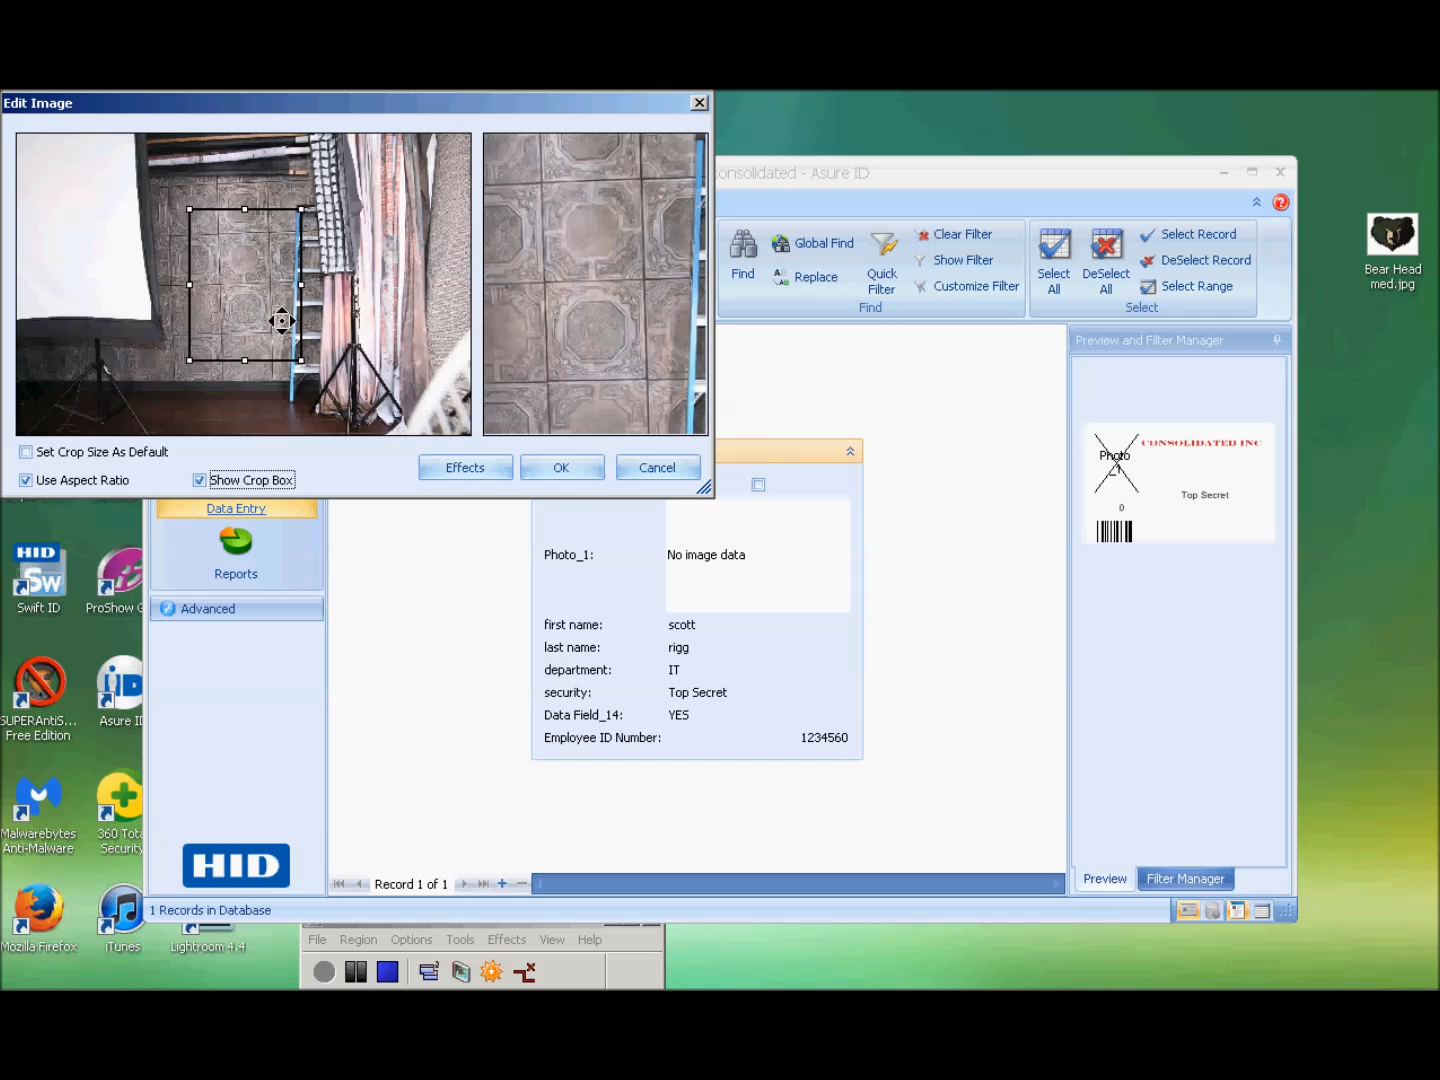 Edit Image
Set Crop Size As Default
Use Aspect Ratio
Show Crop Box
Effects
OK
Cancel
onsolidated - Asure ID
Find
Global Find
Replace
Quick Filter
Clear Filter
Show Filter
Customize Filter
Find
Select All
DeSelect All
Select Record
DeSelect Record
Select Range
Select
Bear Head med.jpg
Preview and Filter Manager
CONSOLIDATED INC
Photo
_1
Top Secret
0
Data Entry
Reports
Advanced
HID
Photo_1:
No image data
first name:
scott
last name:
rigg
department:
IT
security:
Top Secret
Data Field_14:
YES
Employee ID Number:
1234560
Record 1 of 1
Preview
Filter Manager
1 Records in Database
HID
Sw
Swift ID
ProShow G
SUPERAntiS...
Free Edition
iD
Asure ID
Malwarebytes
Anti-Malware
360 Tota
Security
Mozilla Firefox
iTunes
Lightroom 4.4
File
Region
Options
Tools
Effects
View
Help